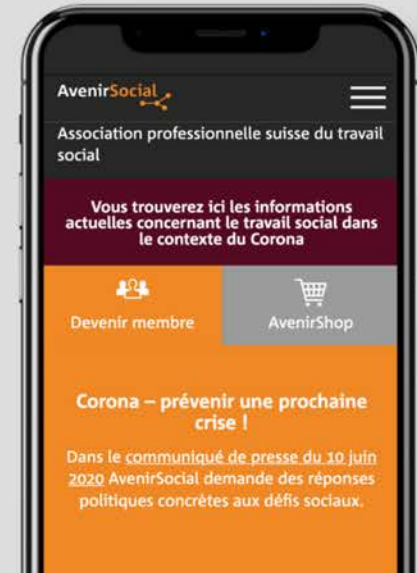 AvenirSocial
Association professionnelle suisse du travail
social
Vous trouverez ici les informations
actuelles concernant le travail social dans
le contexte du Corona
Devenir membre
AvenirShop
Corona – prévenir une prochaine
crise !
Dans le communiqué de presse du 10 juin
2020 AvenirSocial demande des réponses
politiques concrètes aux défis sociaux.